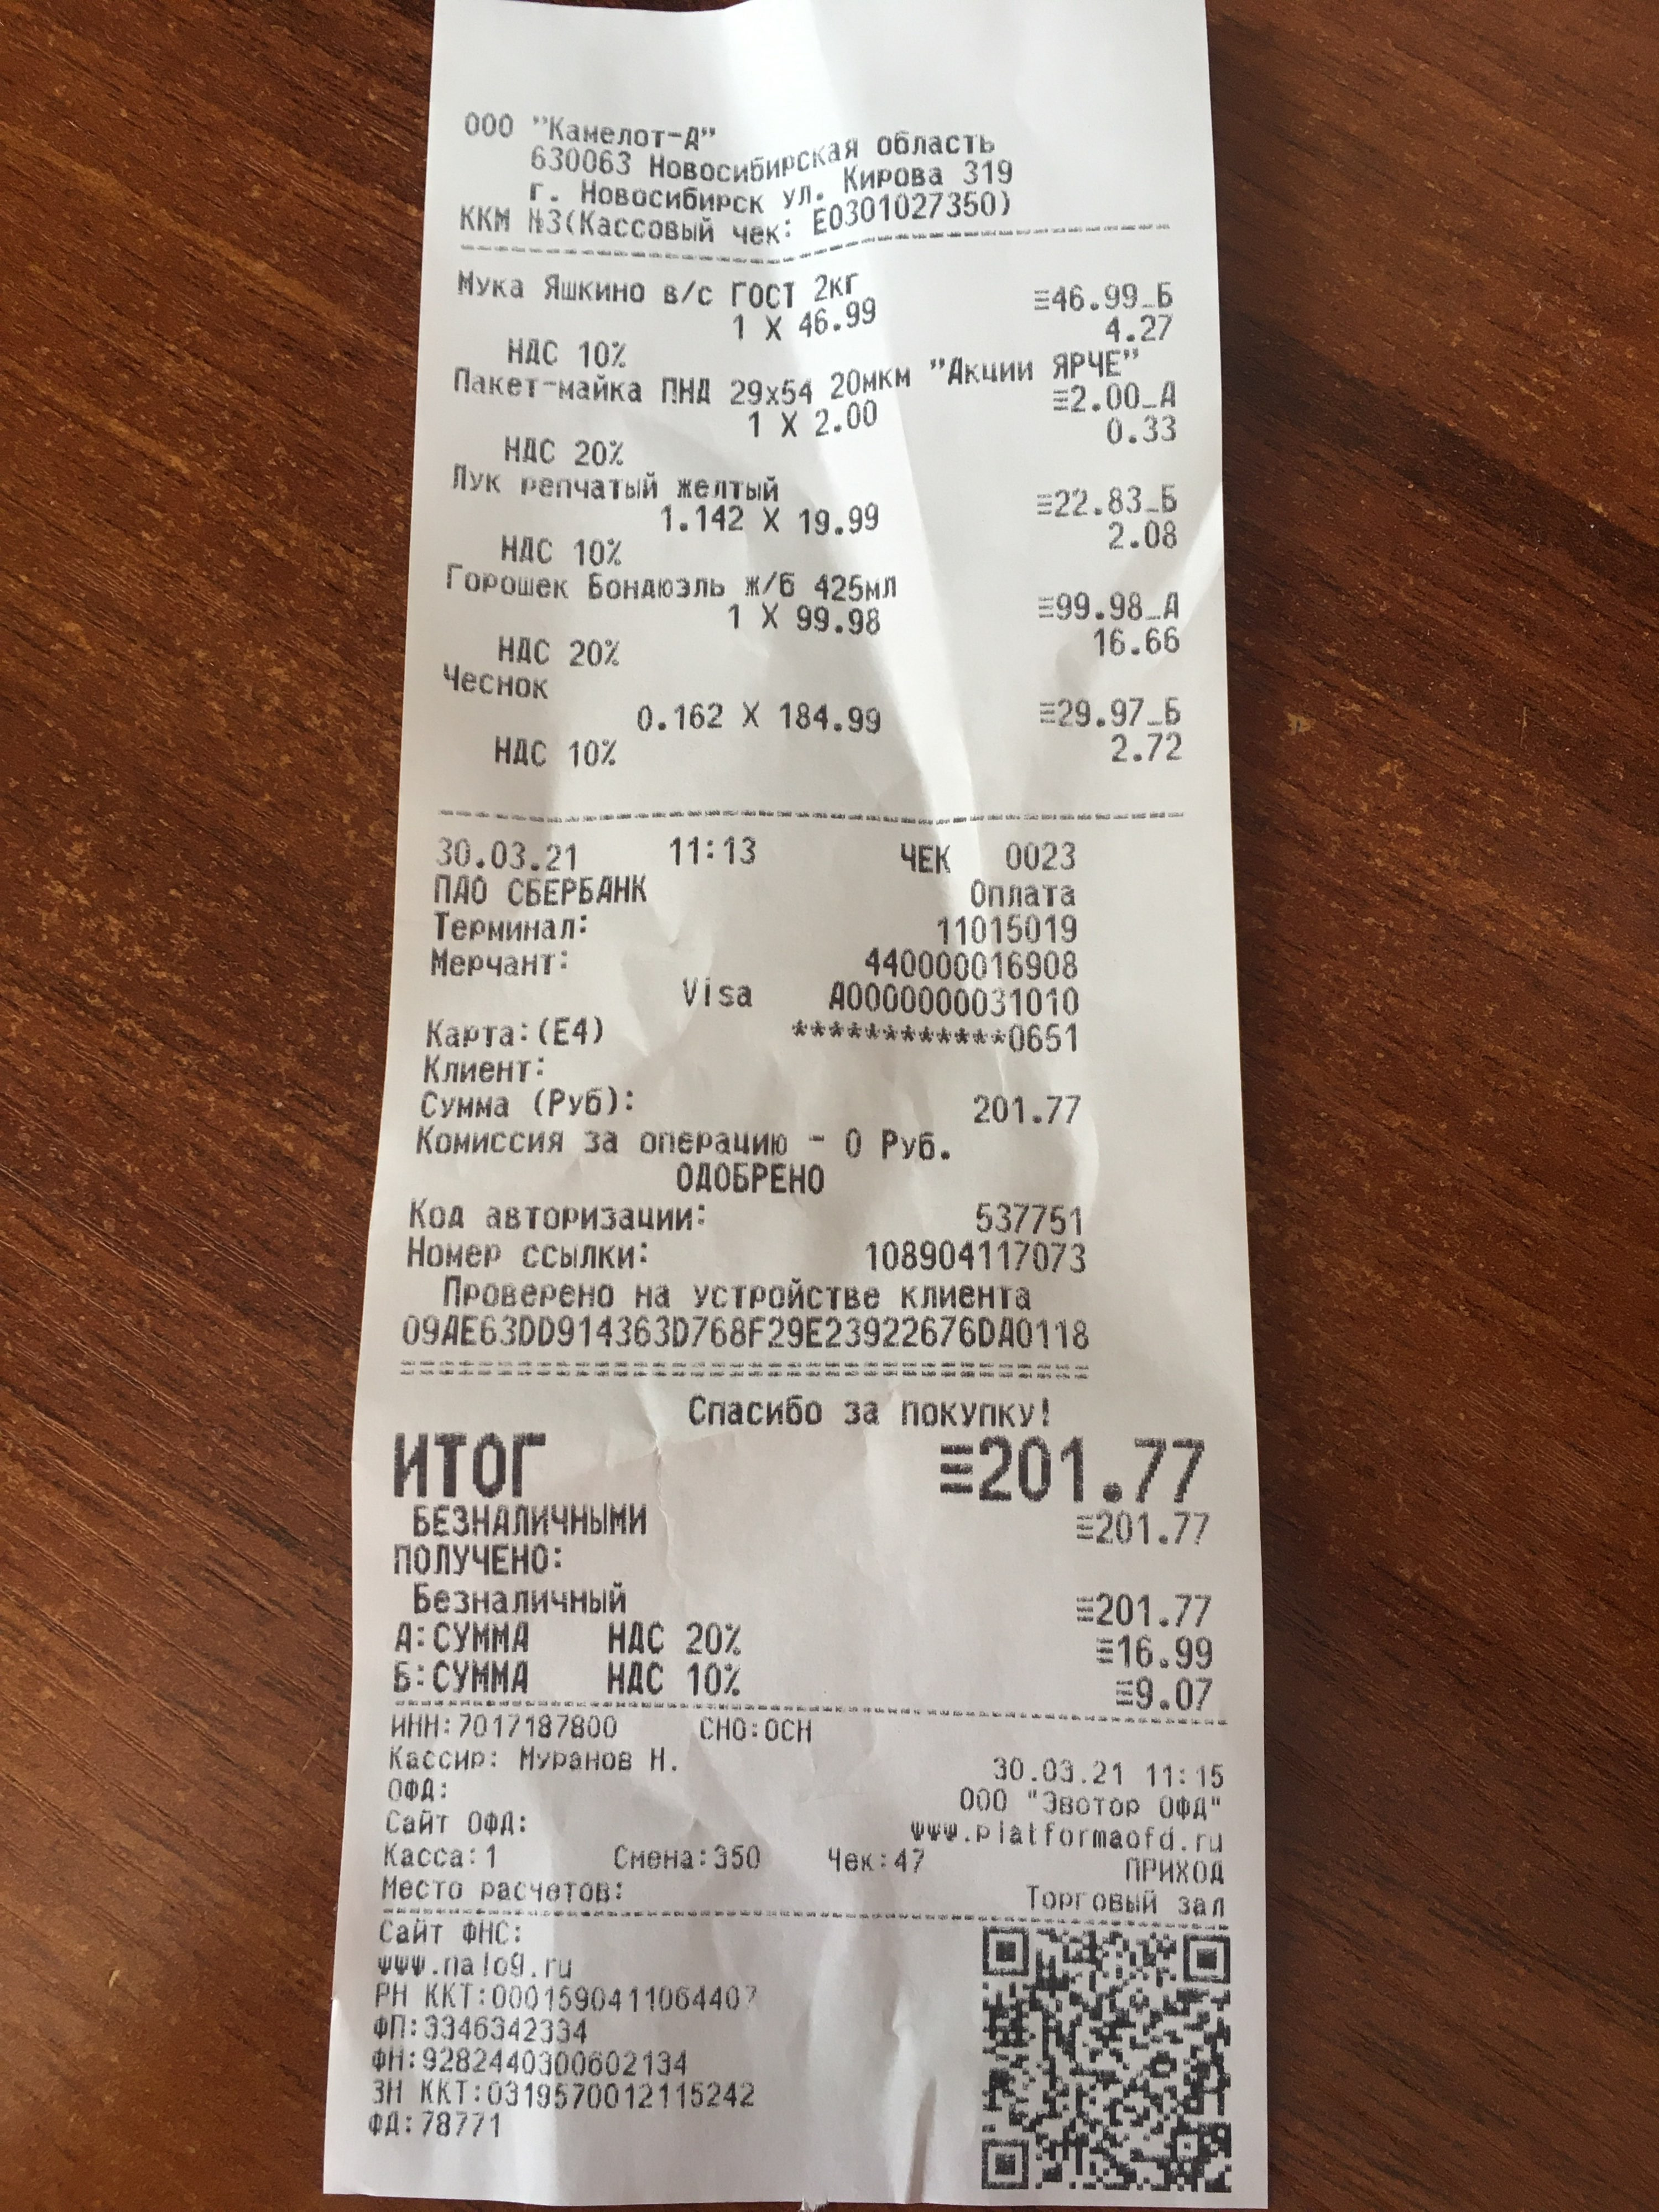 ООО "Камелот-А"
630063 Новосибирская область
г. Новосибирск ул. Кирова 319
ККМ №3(Кассовый чек: E0301027350)
Мука Яшкино в/с ГОСТ 2кг
1 X 46.99 ≡46.99_Б
НДС 10% 4.27
Пакет-майка ПНД 29х54 20мкм "Акции ЯРЧЕ"
1 X 2.00 ≡2.00_А
НДС 20% 0.33
Лук репчатый желтый
1.142 X 19.99 ≡22.83_Б
НДС 10% 2.08
Горошек Бондюэль ж/б 425мл
1 X 99.98 ≡99.98_А
НДС 20% 16.66
Чеснок
0.162 X 184.99 ≡29.97_Б
НДС 10% 2.72
30.03.21 11:13 ЧЕК 0023
ПАО СБЕРБАНК Оплата
Терминал: 11015019
Мерчант: 440000016908
Visa A0000000031010
Карта:(E4) ************0651
Клиент:
Сумма (Руб): 201.77
Комиссия за операцию - 0 Руб.
ОДОБРЕНО
Код авторизации: 537751
Номер ссылки: 108904117073
Проверено на устройстве клиента
09AE63DD914363D768F29E23922676DA0118
Спасибо за покупку!
ИТОГ ≡201.77
БЕЗНАЛИЧНЫМИ ≡201.77
ПОЛУЧЕНО:
Безналичный ≡201.77
А:СУММА НДС 20% ≡16.99
Б:СУММА НДС 10% ≡9.07
ИНН:7017187800 СНО:ОСН
Кассир: Муранов Н. 30.03.21 11:15
ОФД: ООО "Эвотор ОФД"
Сайт ОФД: www.platformaofd.ru
Касса:1 Смена:350 Чек:47 ПРИХОД
Место расчетов: Торговый зал
Сайт ФНС:
www.nalog.ru
РН ККТ:0001590411064407
ФП:3346342334
ФН:9282440300602134
ЗН ККТ:0319570012115242
ФД:78771